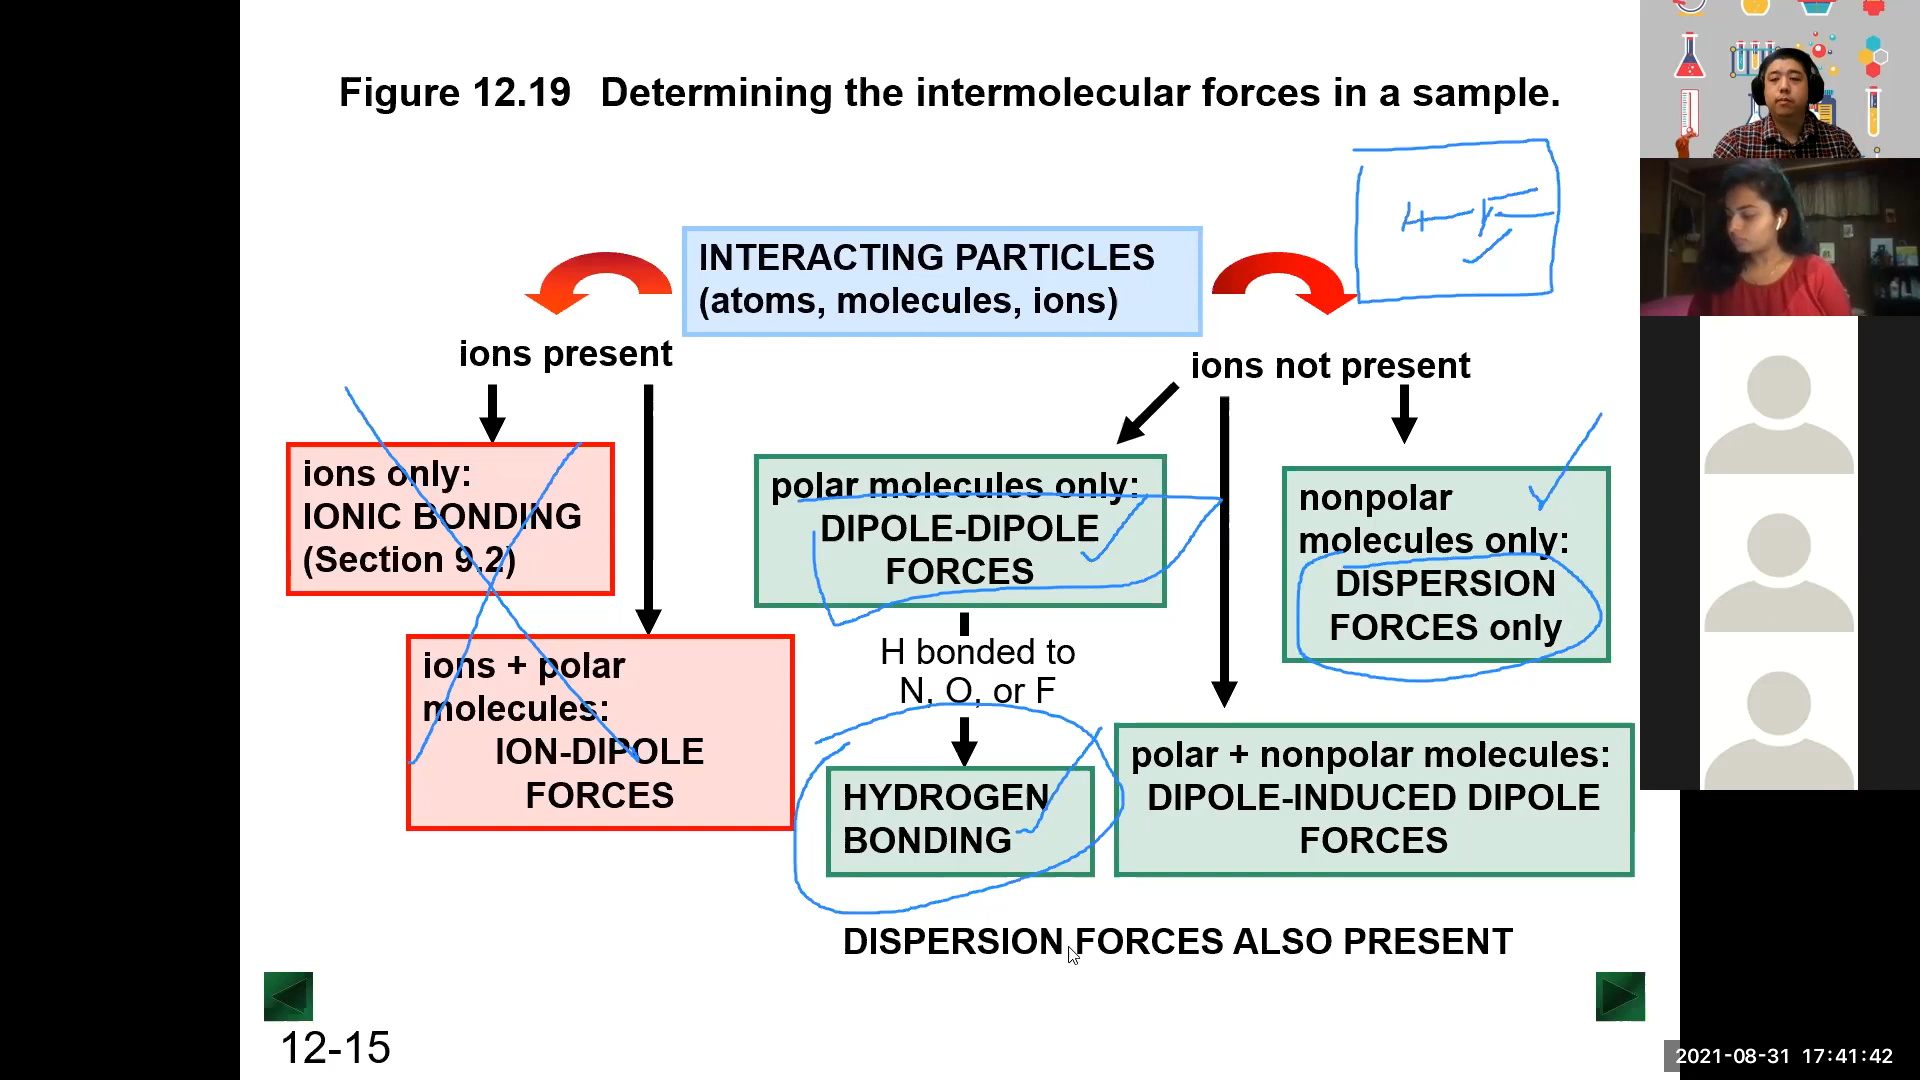 Figure 12.19 Determining the intermolecular forces in a sample.
INTERACTING PARTICLES
(atoms, molecules, ions)
ions present
ions not present
ions only:
IONIC BONDING
(Section 9.2)
polar molecules only:
DIPOLE-DIPOLE
FORCES
nonpolar
molecules only:
DISPERSION
FORCES only
ions + polar
molecules:
ION-DIPOLE
FORCES
H bonded to
N, O, or F
HYDROGEN
BONDING
polar + nonpolar molecules:
DIPOLE-INDUCED DIPOLE
FORCES
DISPERSION FORCES ALSO PRESENT
12-15
2021-08-31 17:41:42